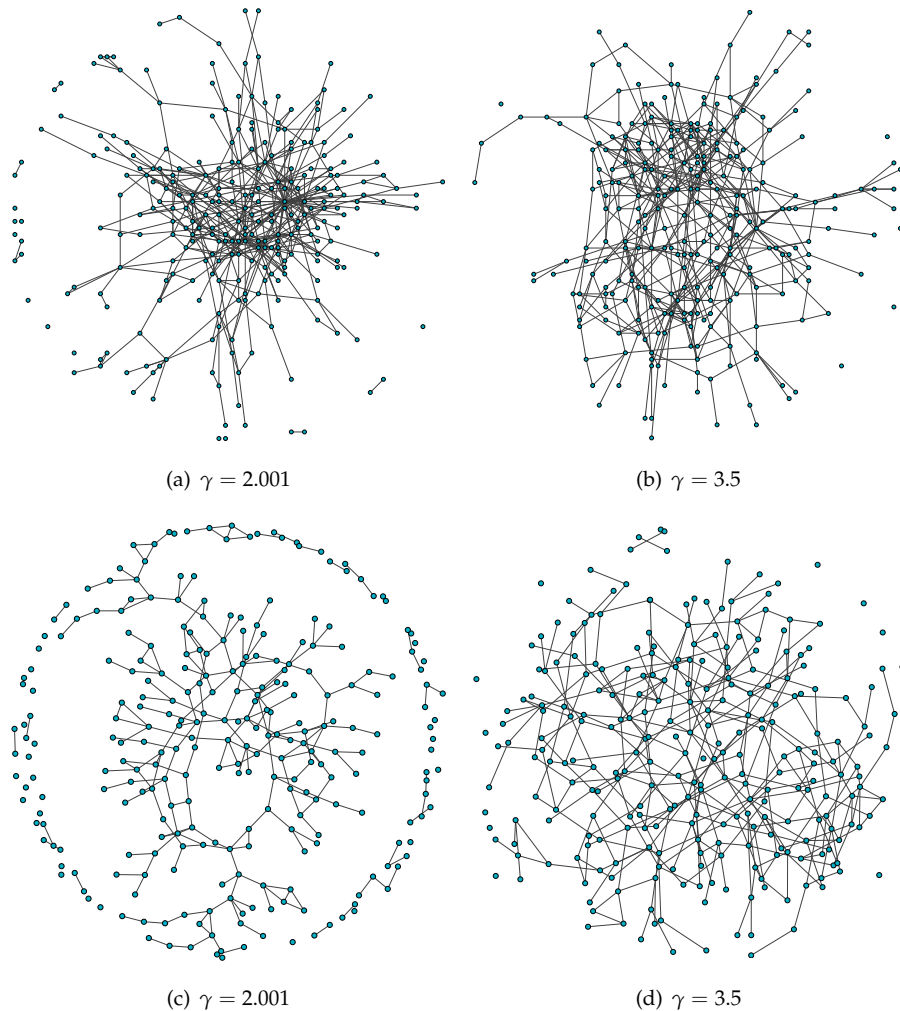 (a) γ = 2.001
(b) γ = 3.5
(c) γ = 2.001
(d) γ = 3.5